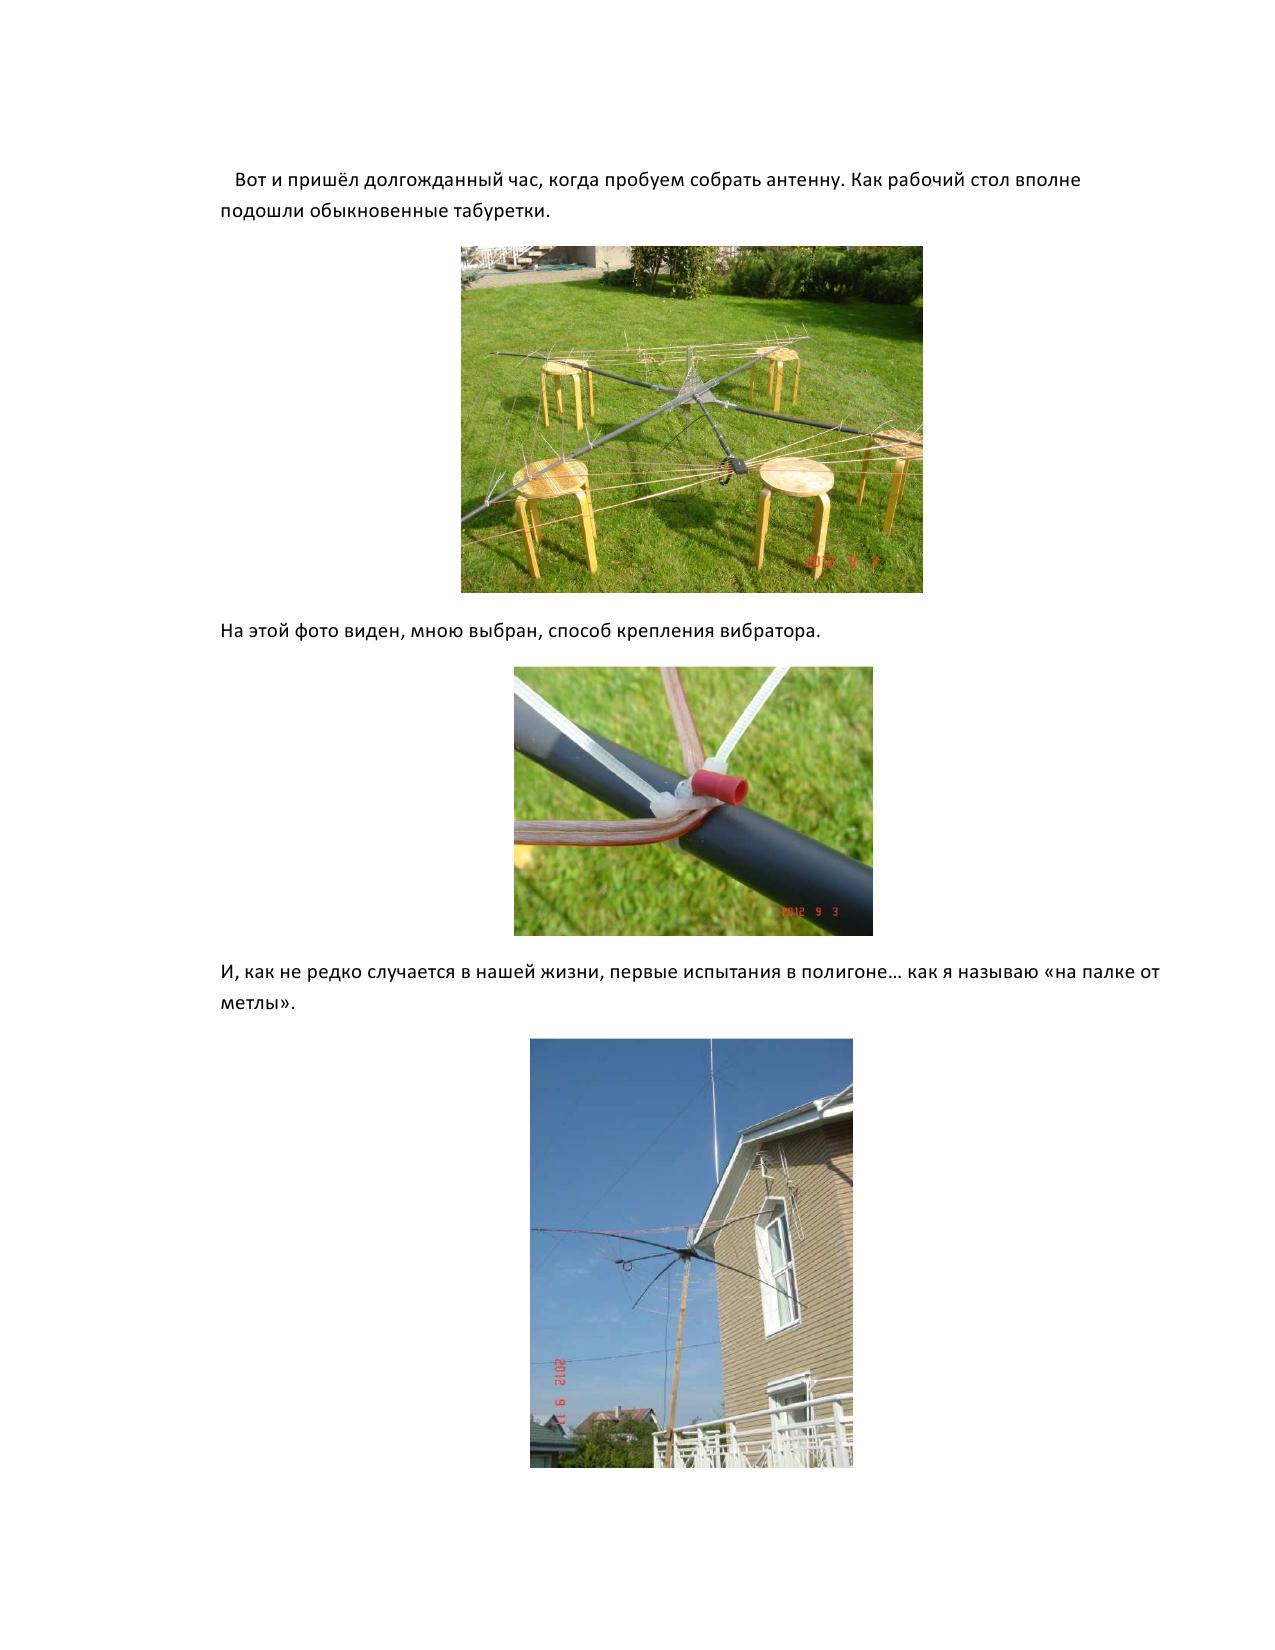 Вот и пришёл долгожданный час, когда пробуем собрать антенну. Как рабочий стол вполне
подошли обыкновенные табуретки.
2012 9 3
На этой фото виден, мною выбран, способ крепления вибратора.
2012 9 3
И, как не редко случается в нашей жизни, первые испытания в полигоне… как я называю «на палке от
метлы».
2012 9 11